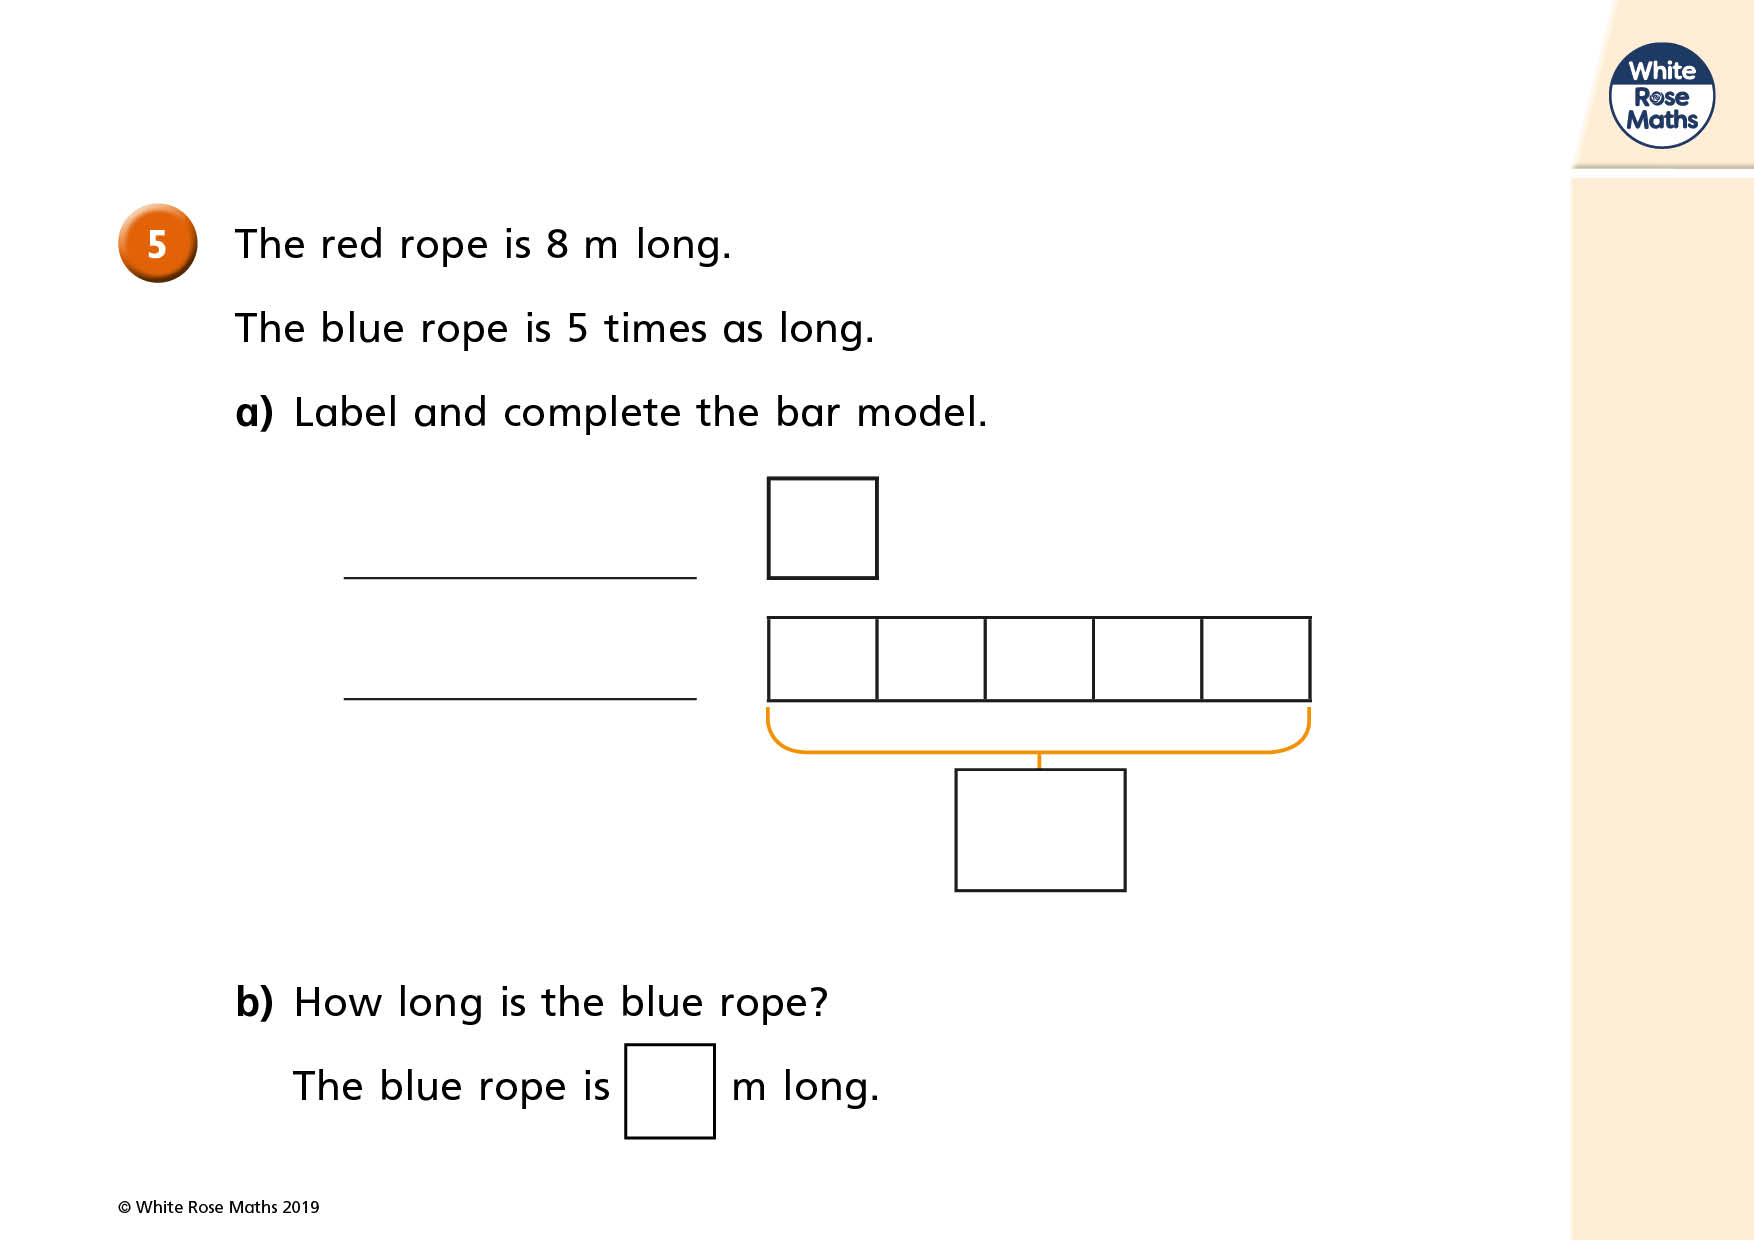 White
Rose
Maths
5 The red rope is 8 m long.
The blue rope is 5 times as long.
a) Label and complete the bar model.
b) How long is the blue rope?
The blue rope is m long.
© White Rose Maths 2019